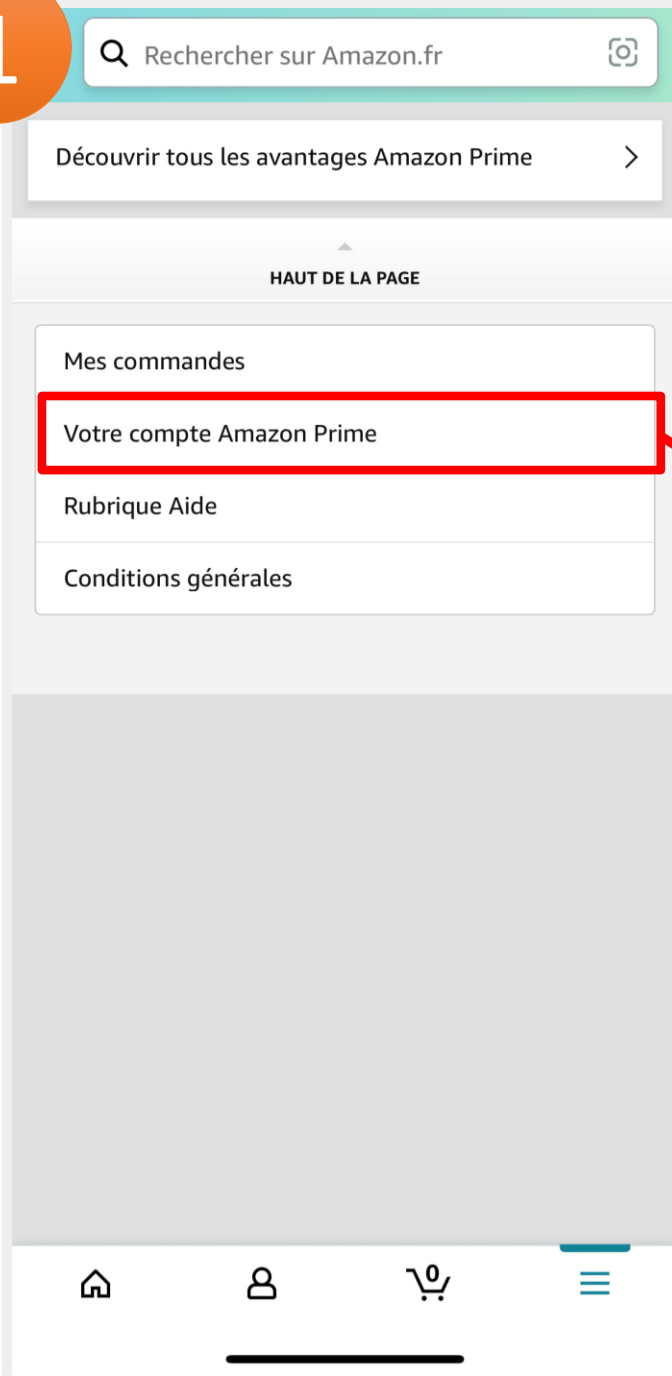 1
Rechercher sur Amazon.fr
Découvrir tous les avantages Amazon Prime
HAUT DE LA PAGE
Mes commandes
Votre compte Amazon Prime
Rubrique Aide
Conditions générales
0